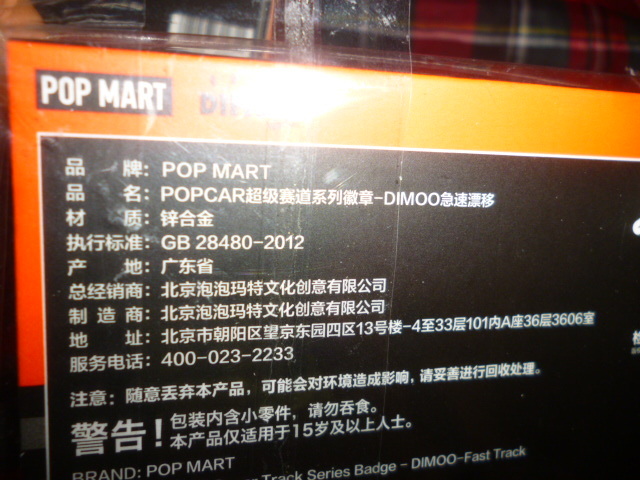 POP MART
品 牌: POP MART
品 名: POPCAR超级赛道系列徽章-DIMOO急速漂移
材 质: 锌合金
执行标准: GB 28480-2012
产 地: 广东省
总经销商: 北京泡泡玛特文化创意有限公司
制 造 商: 北京泡泡玛特文化创意有限公司
地 址: 北京市朝阳区望京东园四区13号楼-4至33层101内A座36层3606室
服务电话: 400-023-2233
注意: 随意丢弃本产品，可能会对环境造成影响，请妥善进行回收处理。
警告! 包装内含小零件，请勿吞食。
本产品仅适用于15岁及以上人士。
BRAND: POP MART
Track Series Badge - DIMOO-Fast Track